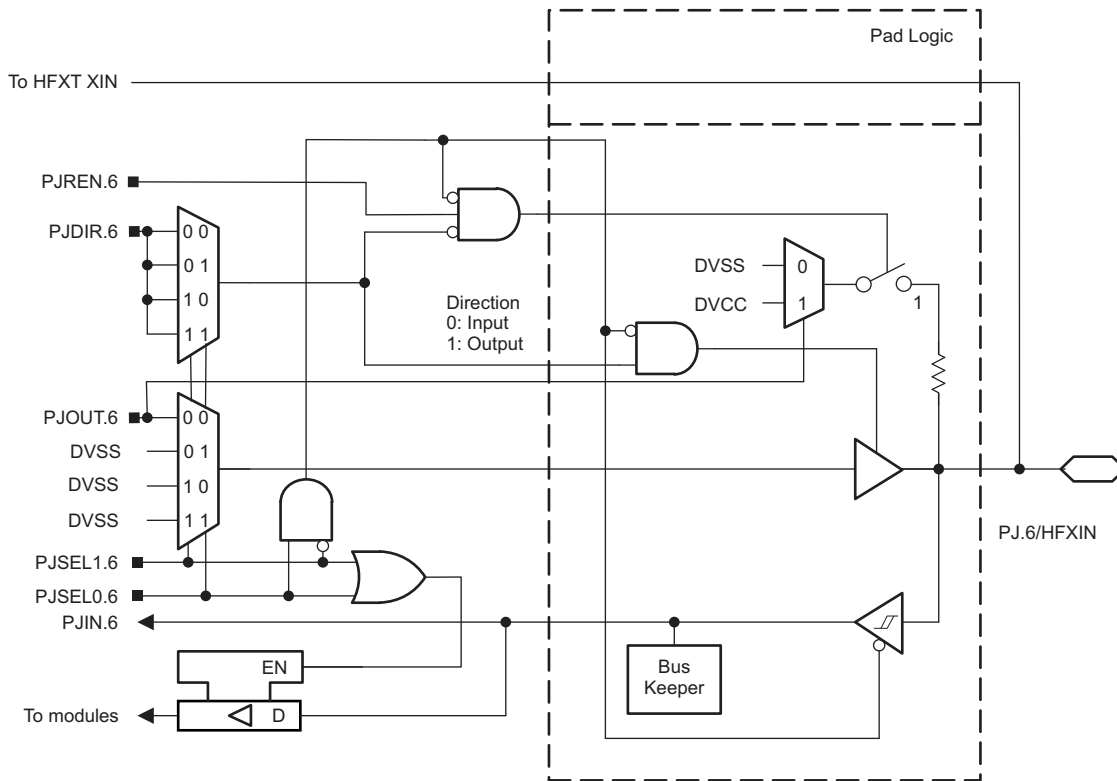 Pad Logic
To HFXT XIN
PJREN.6
PJDIR.6
0 0
0 1
1 0
1 1
Direction
0: Input
1: Output
DVSS
0
DVCC
1
1
PJOUT.6
0 0
DVSS
0 1
DVSS
1 0
DVSS
1 1
PJ.6/HFXIN
PJSEL1.6
PJSEL0.6
PJIN.6
Bus
Keeper
EN
To modules
D